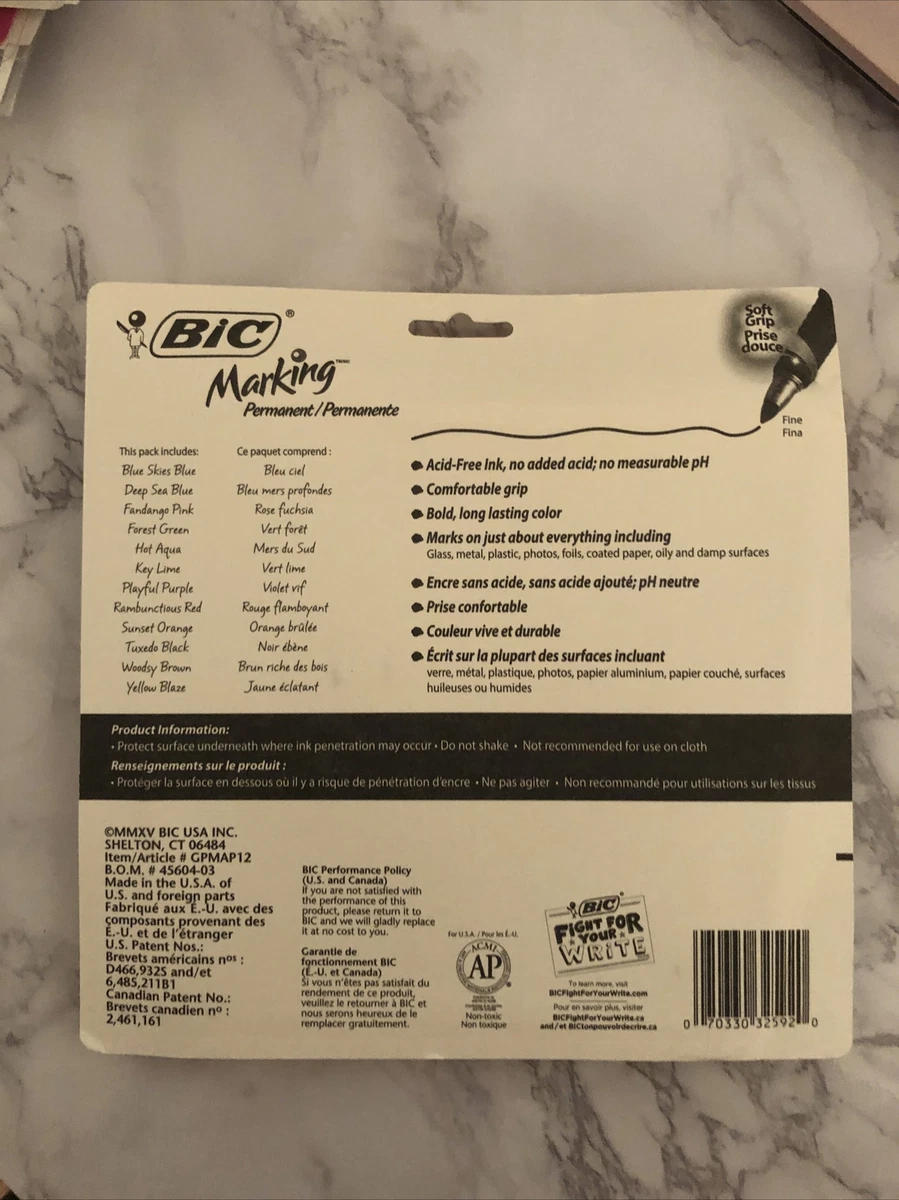 BiC®
Marking™
Permanent/Permanente
Soft
Grip
Prise
douce
Fine
Fina
This pack includes:
Blue Skies Blue
Deep Sea Blue
Fandango Pink
Forest Green
Hot Aqua
Key Lime
Playful Purple
Rambunctious Red
Sunset Orange
Tuxedo Black
Woodsy Brown
Yellow Blaze
Ce paquet comprend :
Bleu ciel
Bleu mers profondes
Rose fuchsia
Vert forêt
Mers du Sud
Vert lime
Violet vif
Rouge flamboyant
Orange brûlée
Noir ébène
Brun riche des bois
Jaune éclatant
Acid-Free Ink, no added acid; no measurable pH
Comfortable grip
Bold, long lasting color
Marks on just about everything including
Glass, metal, plastic, photos, foils, coated paper, oily and damp surfaces
Encre sans acide, sans acide ajouté; pH neutre
Prise confortable
Couleur vive et durable
Écrit sur la plupart des surfaces incluant
verre, métal, plastique, photos, papier aluminium, papier couché, surfaces
huileuses ou humides
Product Information:
• Protect surface underneath where ink penetration may occur • Do not shake • Not recommended for use on cloth
Renseignements sur le produit :
• Protéger la surface en dessous où il y a risque de pénétration d'encre • Ne pas agiter • Non recommandé pour utilisations sur les tissus
©MMXV BIC USA INC.
SHELTON, CT 06484
Item/Article # GPMAP12
B.O.M. # 45604-03
Made in the U.S.A. of
U.S. and foreign parts
Fabriqué aux É.-U. avec des
composants provenant des
É.-U. et de l'étranger
U.S. Patent Nos.:
Brevets américains nos :
D466,932S and/et
6,485,211B1
Canadian Patent No.:
Brevets canadien no :
2,461,161
BIC Performance Policy
(U.S. and Canada)
If you are not satisfied with
the performance of this
product, please return it to
BIC and we will gladly replace
it at no cost to you.
Garantie de
fonctionnement BIC
(É.-U. et Canada)
Si vous n'êtes pas satisfait du
rendement de ce produit,
veuillez le retourner à BIC et
nous serons heureux de le
remplacer gratuitement.
For U.S.A. / Pour les É.-U.
ACMI
AP
Non-toxic
Non toxique
BiC®
FIGHT FOR
YOUR
WRiTE
To learn more, visit
BICFightForYourWrite.com
Pour en savoir plus, visiter
BICFightForYourWrite.ca
and/et BICtonpouvoirdecrire.ca
0 70330 32592 0